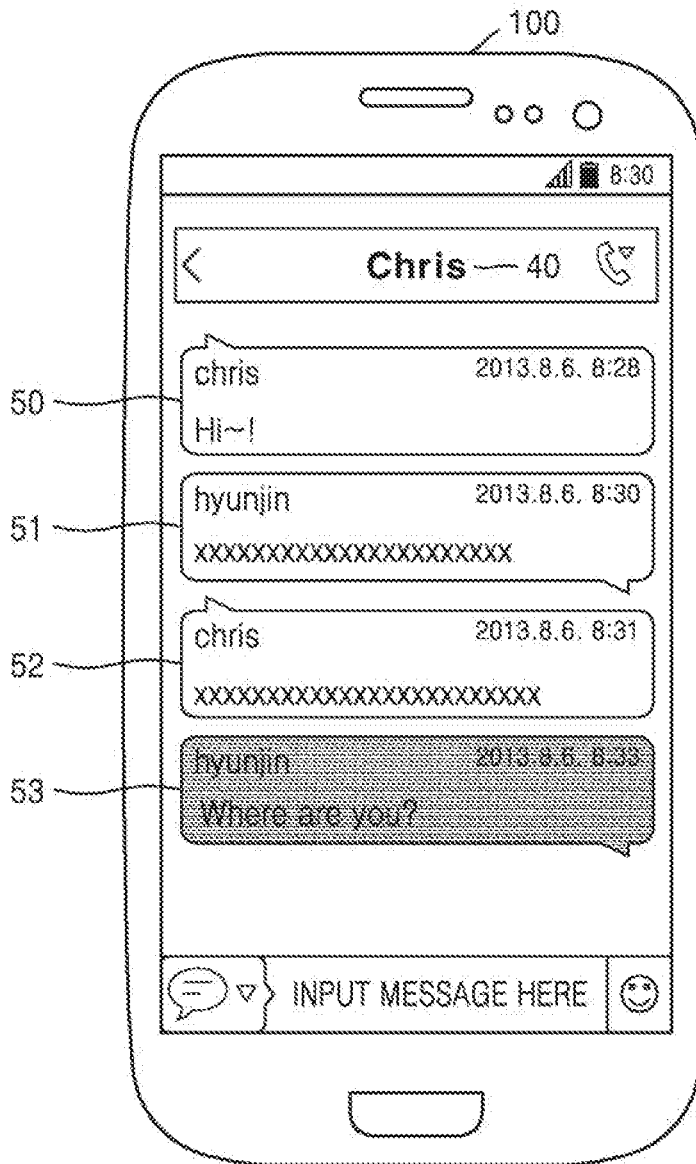 100
8:30
Chris 40
chris 2013.8.6. 8:28
50
Hi~!
hyunjin 2013.8.6. 8:30
51
xxxxxxxxxxxxxxxxxxxxxx
chris 2013.8.6. 8:31
52
xxxxxxxxxxxxxxxxxxxxxxxx
hyunjin 2013.8.6. 8:33
53
Where are you?
INPUT MESSAGE HERE